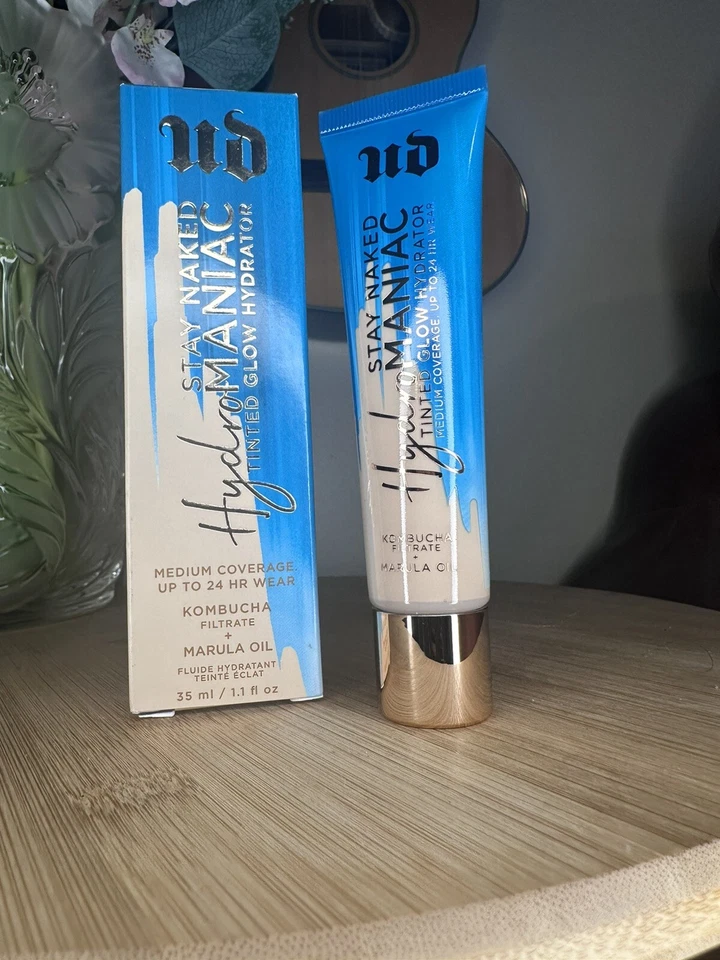 ud
STAY NAKED
HydroMANIAC
TINTED GLOW HYDRATOR
MEDIUM COVERAGE
UP TO 24 HR WEAR
KOMBUCHA
FILTRATE
+
MARULA OIL
FLUIDE HYDRATANT
TEINTÉ ÉCLAT
35 ml / 1.1 fl oz
ud
STAY NAKED
HydroMANIAC
TINTED GLOW HYDRATOR
MEDIUM COVERAGE UP TO 24 HR WEAR
KOMBUCHA
FILTRATE
+
MARULA OIL